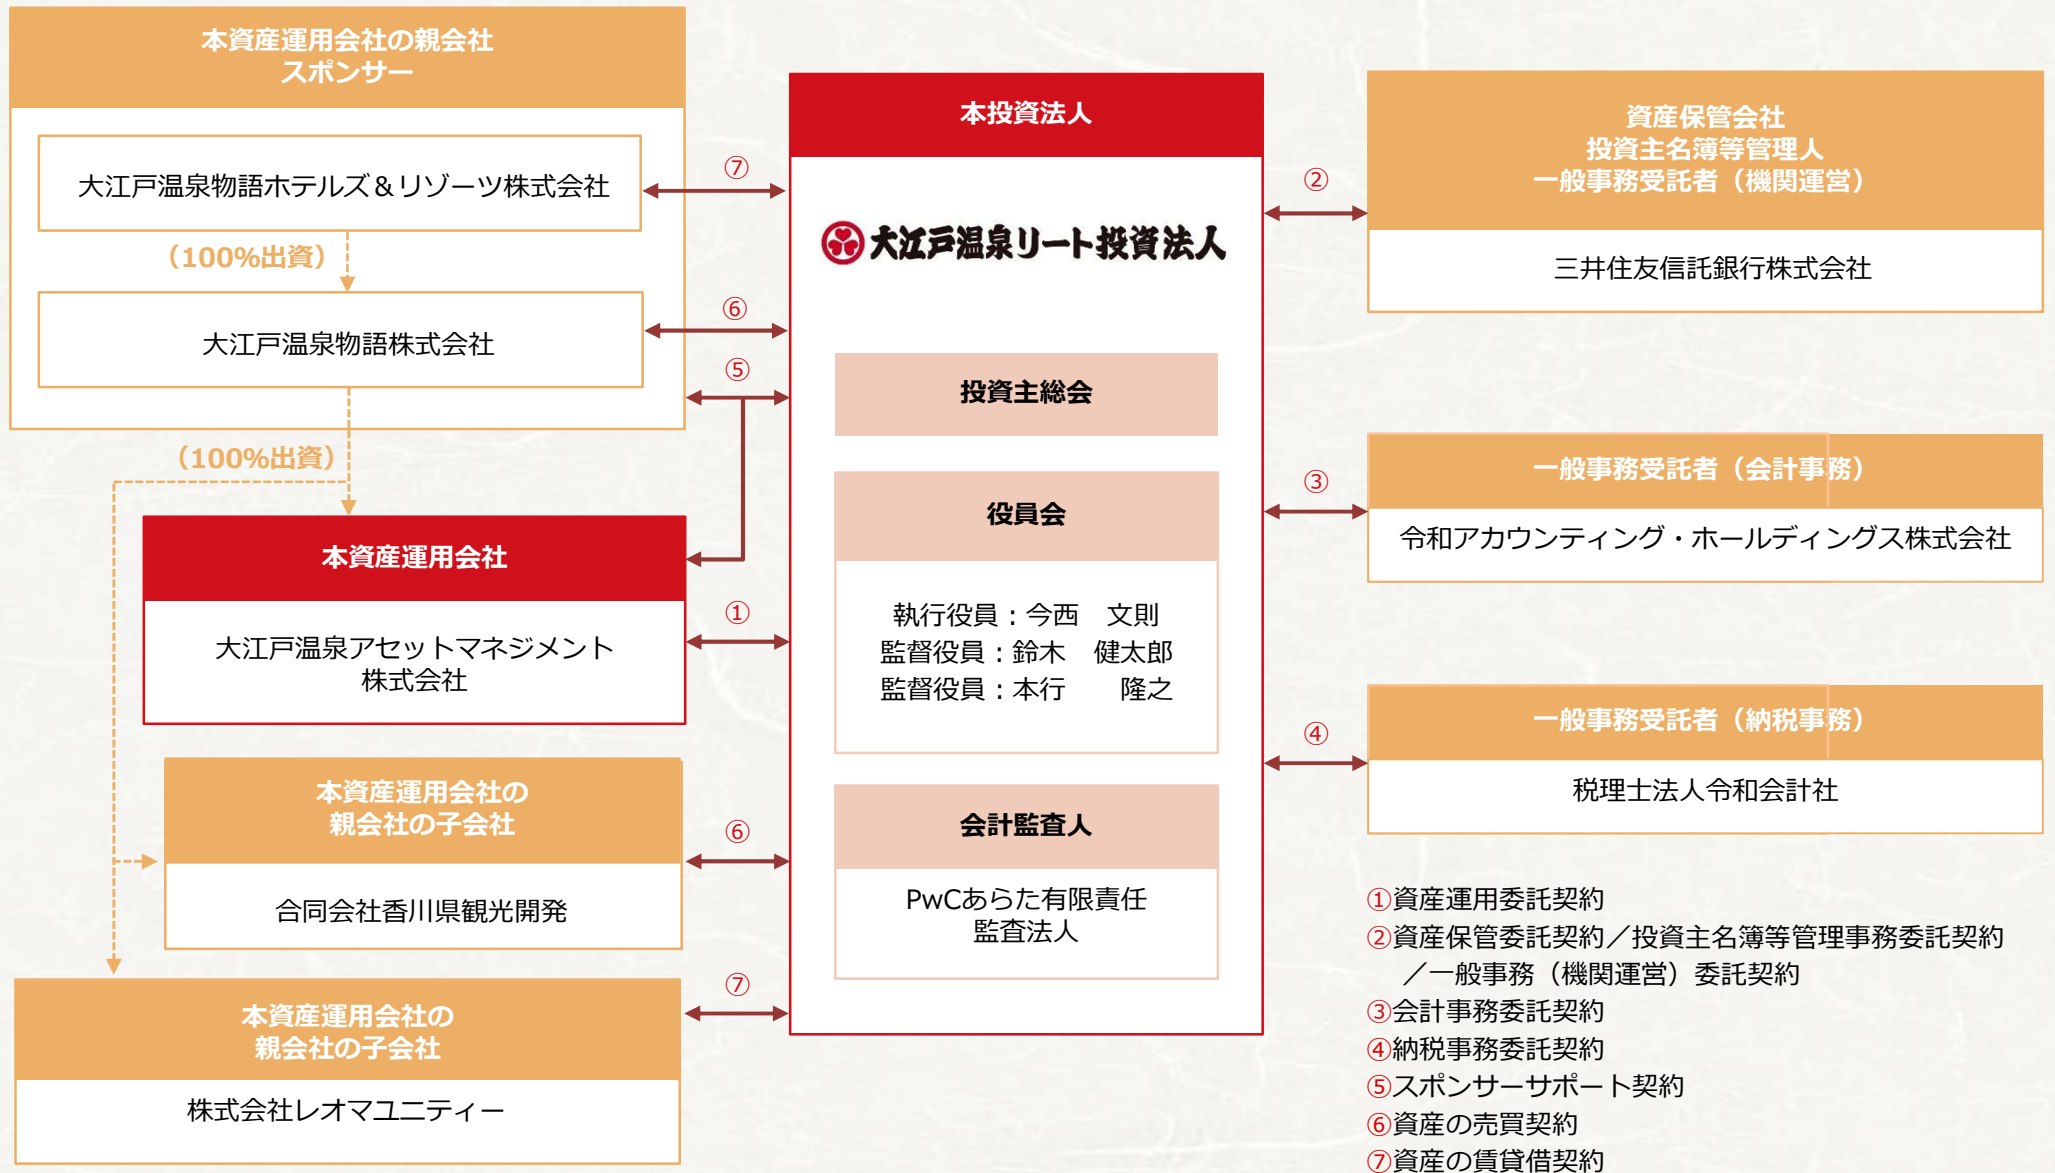 本資産運用会社の親会社
スポンサー
大江戸温泉物語ホテルズ＆リゾーツ株式会社
（100%出資）
大江戸温泉物語株式会社
（100%出資）
本資産運用会社
大江戸温泉アセットマネジメント
株式会社
本資産運用会社の
親会社の子会社
合同会社香川県観光開発
本資産運用会社の
親会社の子会社
株式会社レオマユニティー
⑦
⑥
⑤
①
⑥
⑦
本投資法人
大江戸温泉リート投資法人
投資主総会
役員会
執行役員：今西　文則
監督役員：鈴木　健太郎
監督役員：本行　　隆之
会計監査人
PwCあらた有限責任
監査法人
②
③
④
資産保管会社
投資主名簿等管理人
一般事務受託者（機関運営）
三井住友信託銀行株式会社
一般事務受託者（会計事務）
令和アカウンティング・ホールディングス株式会社
一般事務受託者（納税事務）
税理士法人令和会計社
①資産運用委託契約
②資産保管委託契約／投資主名簿等管理事務委託契約
／一般事務（機関運営）委託契約
③会計事務委託契約
④納税事務委託契約
⑤スポンサーサポート契約
⑥資産の売買契約
⑦資産の賃貸借契約